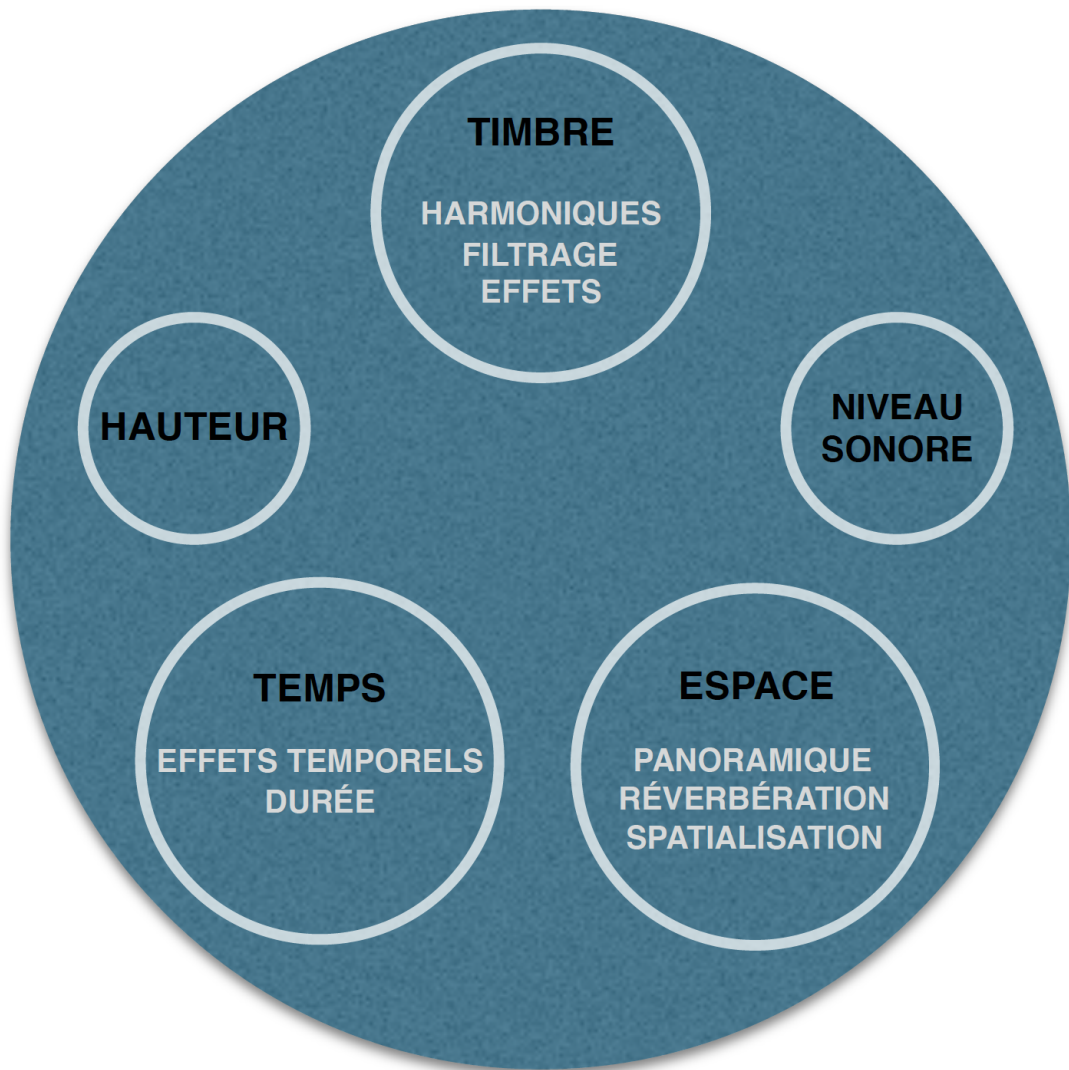 TIMBRE
HARMONIQUES
FILTRAGE
EFFETS
HAUTEUR
NIVEAU
SONORE
TEMPS
EFFETS TEMPORELS
DURÉE
ESPACE
PANORAMIQUE
RÉVERBÉRATION
SPATIALISATION